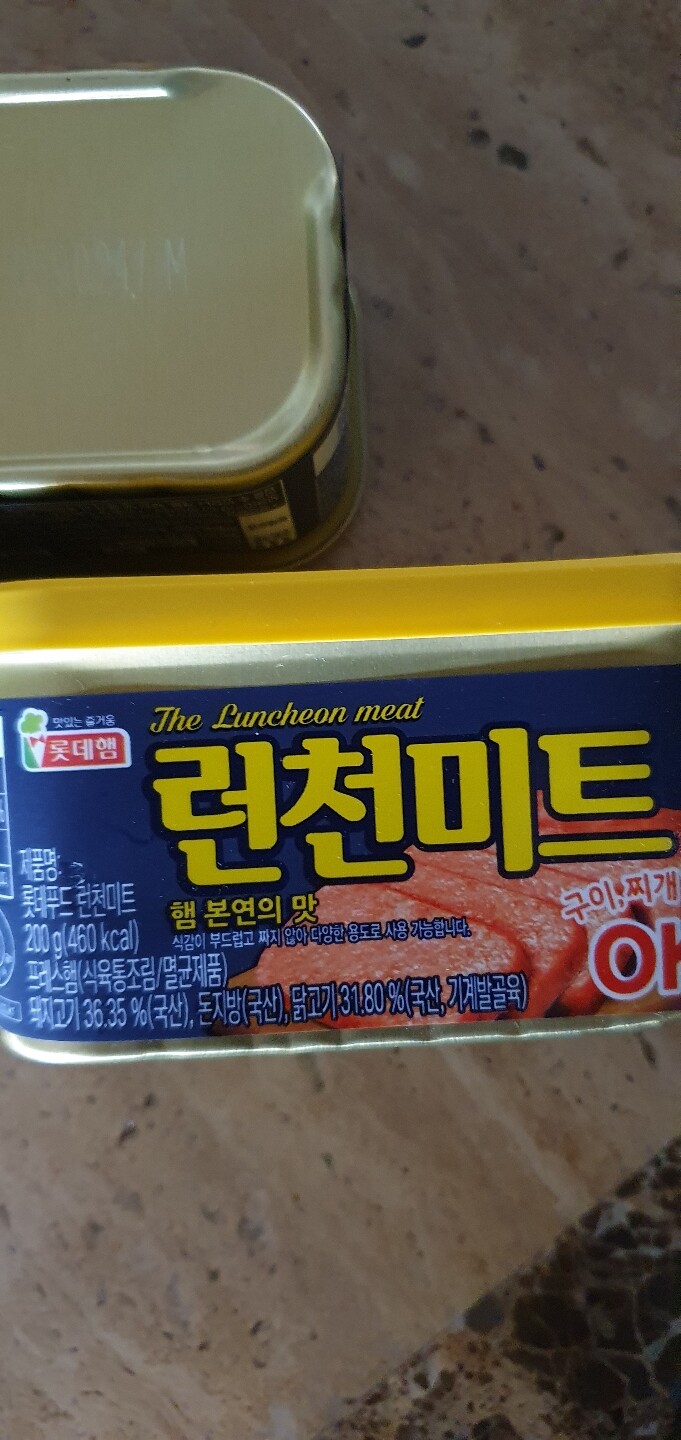 The Luncheon meat
맛있는 즐거움
롯데햄
런천미트
햄 본연의 맛
식감이 부드럽고 짜지 않아 다양한 용도로 사용 가능합니다.
구이, 찌개
OK
제품명:
롯데푸드 런천미트
200 g(460 kcal)
프레스햄(식육통조림/멸균제품)
돼지고기 36.35 %(국산), 돈지방(국산), 닭고기 31.80 %(국산, 기계발골육)